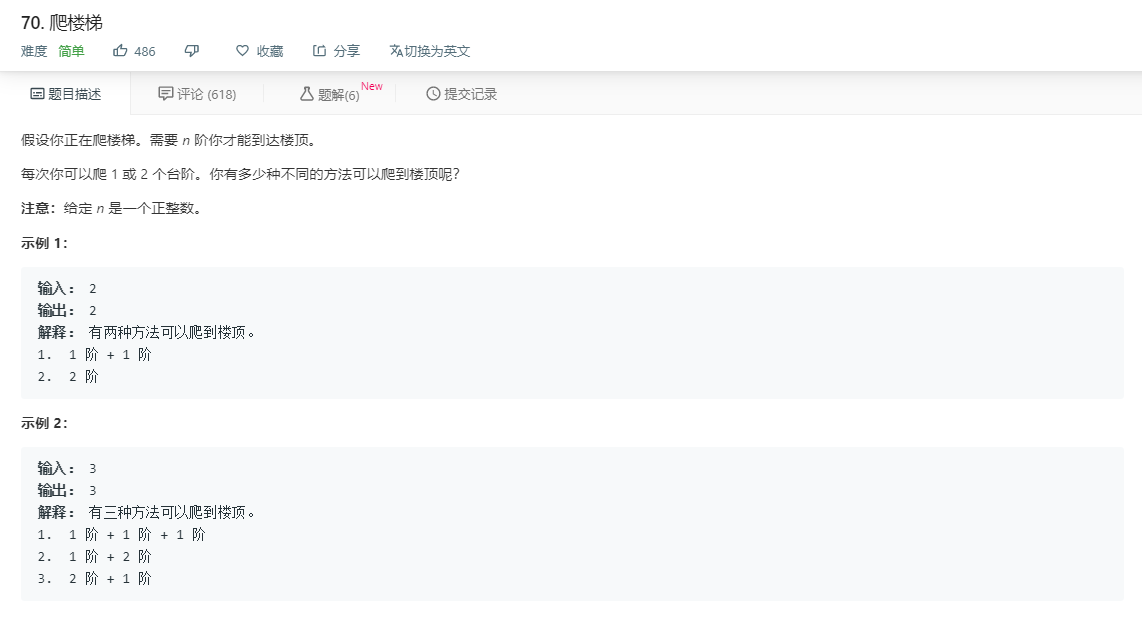 70. 爬楼梯
难度 简单 486 收藏 分享 切换为英文
题目描述 评论 (618) 题解(6) New 提交记录
假设你正在爬楼梯。需要 n 阶你才能到达楼顶。
每次你可以爬 1 或 2 个台阶。你有多少种不同的方法可以爬到楼顶呢？
注意：给定 n 是一个正整数。
示例 1：
输入： 2
输出： 2
解释： 有两种方法可以爬到楼顶。
1. 1 阶 + 1 阶
2. 2 阶
示例 2：
输入： 3
输出： 3
解释： 有三种方法可以爬到楼顶。
1. 1 阶 + 1 阶 + 1 阶
2. 1 阶 + 2 阶
3. 2 阶 + 1 阶